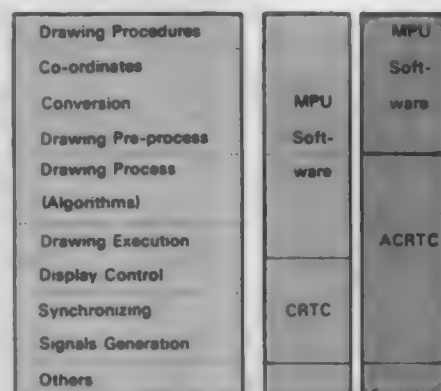 Drawing Procedures
Co-ordinates
Conversion
Drawing Pre-process
Drawing Process
(Algorithms)
Drawing Execution
Display Control
Synchronizing
Signals Generation
Others
MPU
Soft-
ware
CRTC
MPU
Soft-
ware
ACRTC